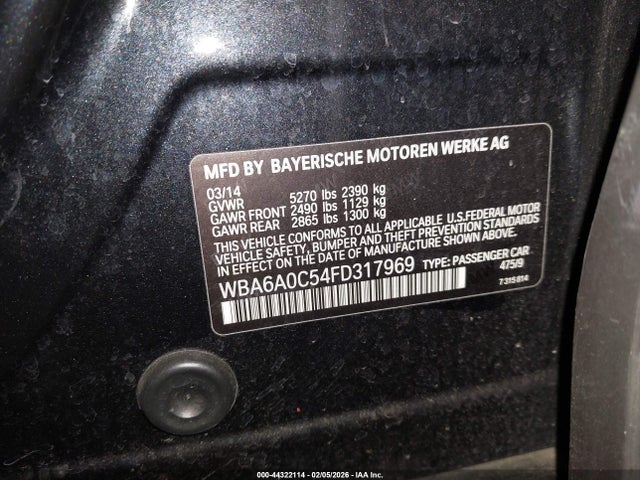 MFD BY BAYERISCHE MOTOREN WERKE AG
03/14
GVWR 5270 lbs 2390 kg
GAWR FRONT 2490 lbs 1129 kg
GAWR REAR 2865 lbs 1300 kg
THIS VEHICLE CONFORMS TO ALL APPLICABLE U.S.FEDERAL MOTOR
VEHICLE SAFETY, BUMPER, AND THEFT PREVENTION STANDARDS
IN EFFECT ON THE DATE OF MANUFACTURE SHOWN ABOVE.
WBA6A0C54FD317969 TYPE: PASSENGER CAR
475/9
7 315 814
000-44322114 - 02/05/2026 - IAA Inc.